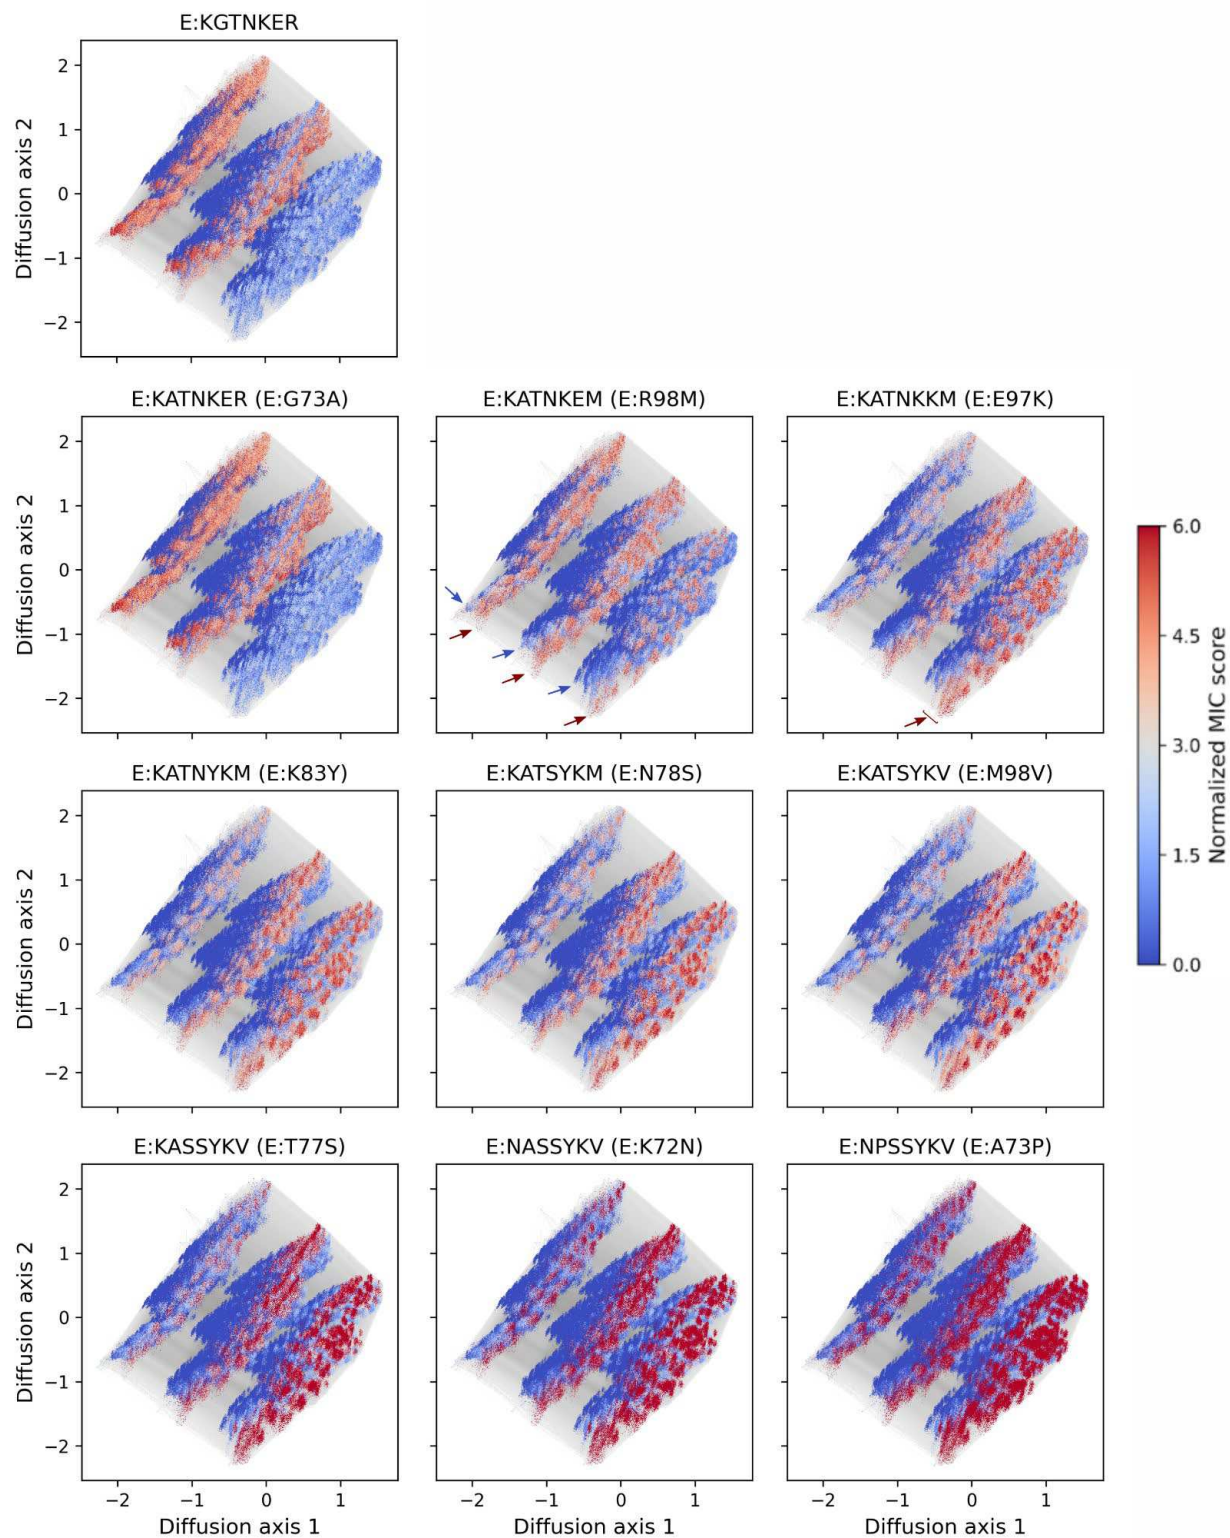 E:KGTNKER
2
1
0
−1
−2
Diffusion axis 2
E:KATNKER (E:G73A)
E:KATNKEM (E:R98M)
E:KATNKKM (E:E97K)
2
1
0
−1
−2
Diffusion axis 2
6.0
4.5
3.0
1.5
0.0
Normalized MIC score
E:KATNYKM (E:K83Y)
E:KATSYKM (E:N78S)
E:KATSYKV (E:M98V)
2
1
0
−1
−2
Diffusion axis 2
E:KASSYKV (E:T77S)
E:NASSYKV (E:K72N)
E:NPSSYKV (E:A73P)
2
1
0
−1
−2
Diffusion axis 2
−2 −1 0 1
−2 −1 0 1
−2 −1 0 1
Diffusion axis 1
Diffusion axis 1
Diffusion axis 1